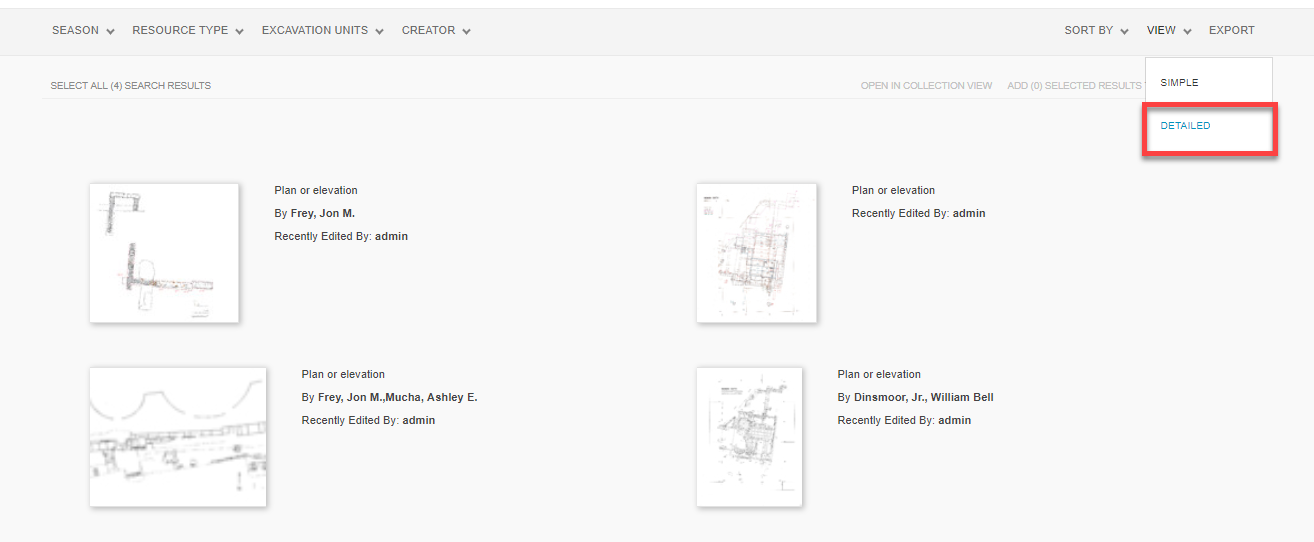 SEASON RESOURCE TYPE EXCAVATION UNITS CREATOR SORT BY VIEW EXPORT
SELECT ALL (4) SEARCH RESULTS OPEN IN COLLECTION VIEW ADD (0) SELECTED RESULTS
SIMPLE
DETAILED
Plan or elevation
By Frey, Jon M.
Recently Edited By: admin
Plan or elevation
Recently Edited By: admin
Plan or elevation
By Frey, Jon M.,Mucha, Ashley E.
Recently Edited By: admin
Plan or elevation
By Dinsmoor, Jr., William Bell
Recently Edited By: admin